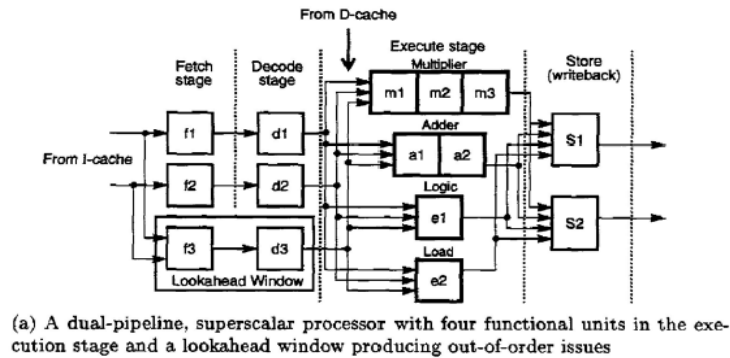 From D-cache
Fetch stage
Decode stage
Execute stage
Store (writeback)
Multiplier
m1 m2 m3
f1 d1
Adder
a1 a2
S1
From I-cache
f2 d2
Logic
e1
S2
f3 d3
Lookahead Window
Load
e2
(a) A dual-pipeline, superscalar processor with four functional units in the exe-
cution stage and a lookahead window producing out-of-order issues